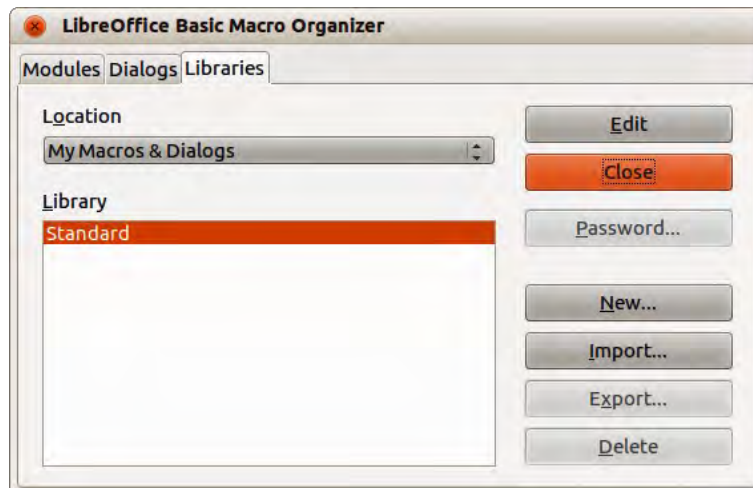 LibreOffice Basic Macro Organizer
Modules Dialogs Libraries
Location
My Macros & Dialogs
Library
Standard
Edit
Close
Password...
New...
Import...
Export...
Delete